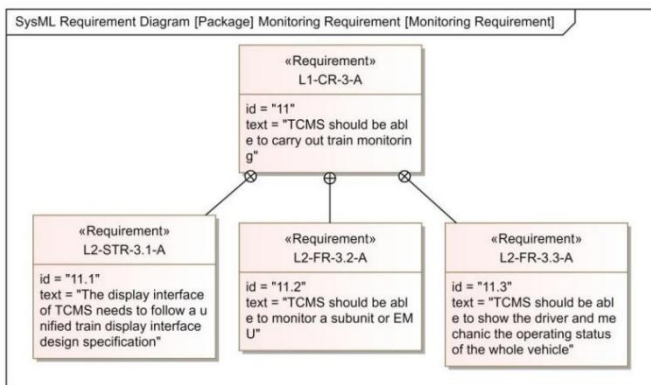 SysML Requirement Diagram [Package] Monitoring Requirement [Monitoring Requirement]
«Requirement»
L1-CR-3-A
id = "11"
text = "TCMS should be abl
e to carry out train monitorin
g"
«Requirement»
L2-STR-3.1-A
id = "11.1"
text = "The display interface
of TCMS needs to follow a u
nified train display interface
design specification"
«Requirement»
L2-FR-3.2-A
id = "11.2"
text = "TCMS should be abl
e to monitor a subunit or EM
U"
«Requirement»
L2-FR-3.3-A
id = "11.3"
text = "TCMS should be abl
e to show the driver and me
chanic the operating status
of the whole vehicle"